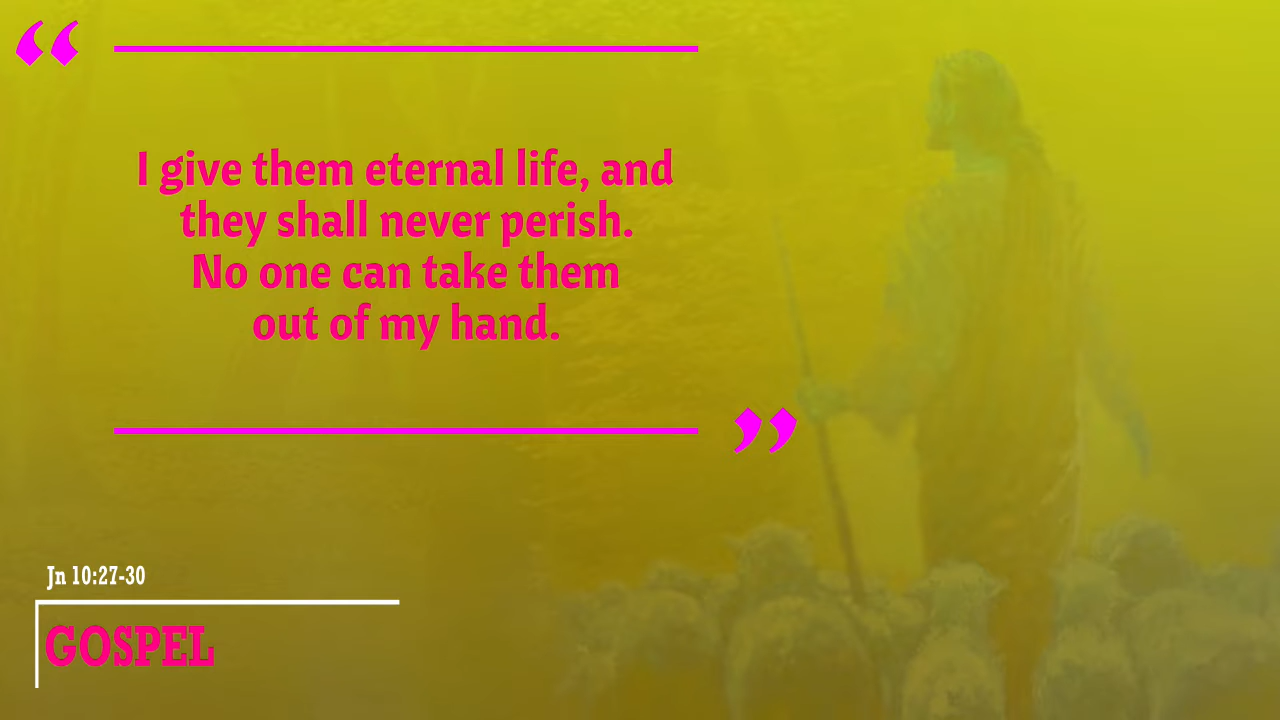 “
I give them eternal life, and
they shall never perish.
No one can take them
out of my hand.
”
Jn 10:27-30
GOSPEL